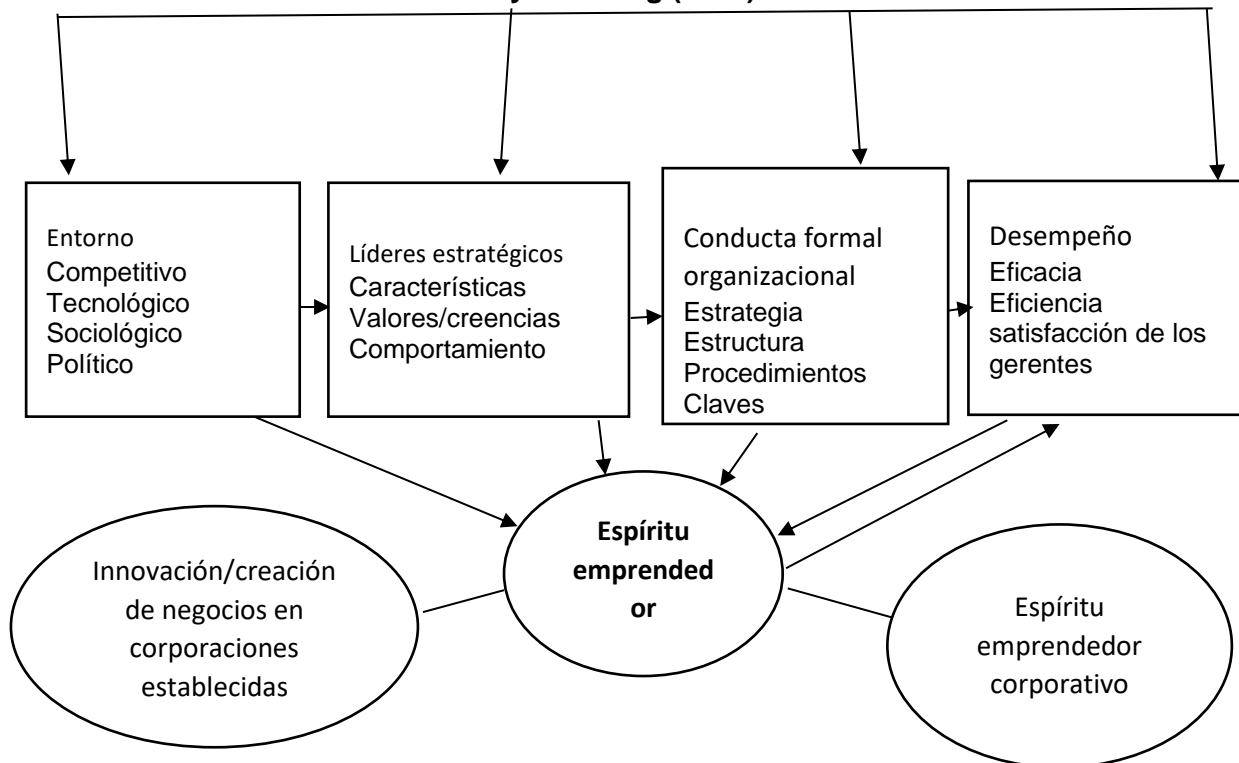 Entorno
Competitivo
Tecnológico
Sociológico
Político
Líderes estratégicos
Características
Valores/creencias
Comportamiento
Conducta formal
organizacional
Estrategia
Estructura
Procedimientos
Claves
Desempeño
Eficacia
Eficiencia
satisfacción de los
gerentes
Espíritu
emprended
or
Innovación/creación
de negocios en
corporaciones
establecidas
Espíritu
emprendedor
corporativo